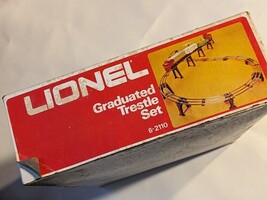 LIONEL
Graduated
Trestle
Set
6-2110